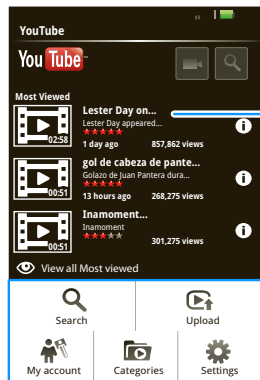 YouTube
You Tube™
Most Viewed
Lester Day on...
Lester Day appeared...
02:58
1 day ago 857,862 views
gol de cabeza de pante...
Golazo de Juan Pantera dura...
00:51
13 hours ago 268,275 views
Inamoment...
Inamoment
00:51
301,275 views
View all Most viewed
Search Upload
My account Categories Settings